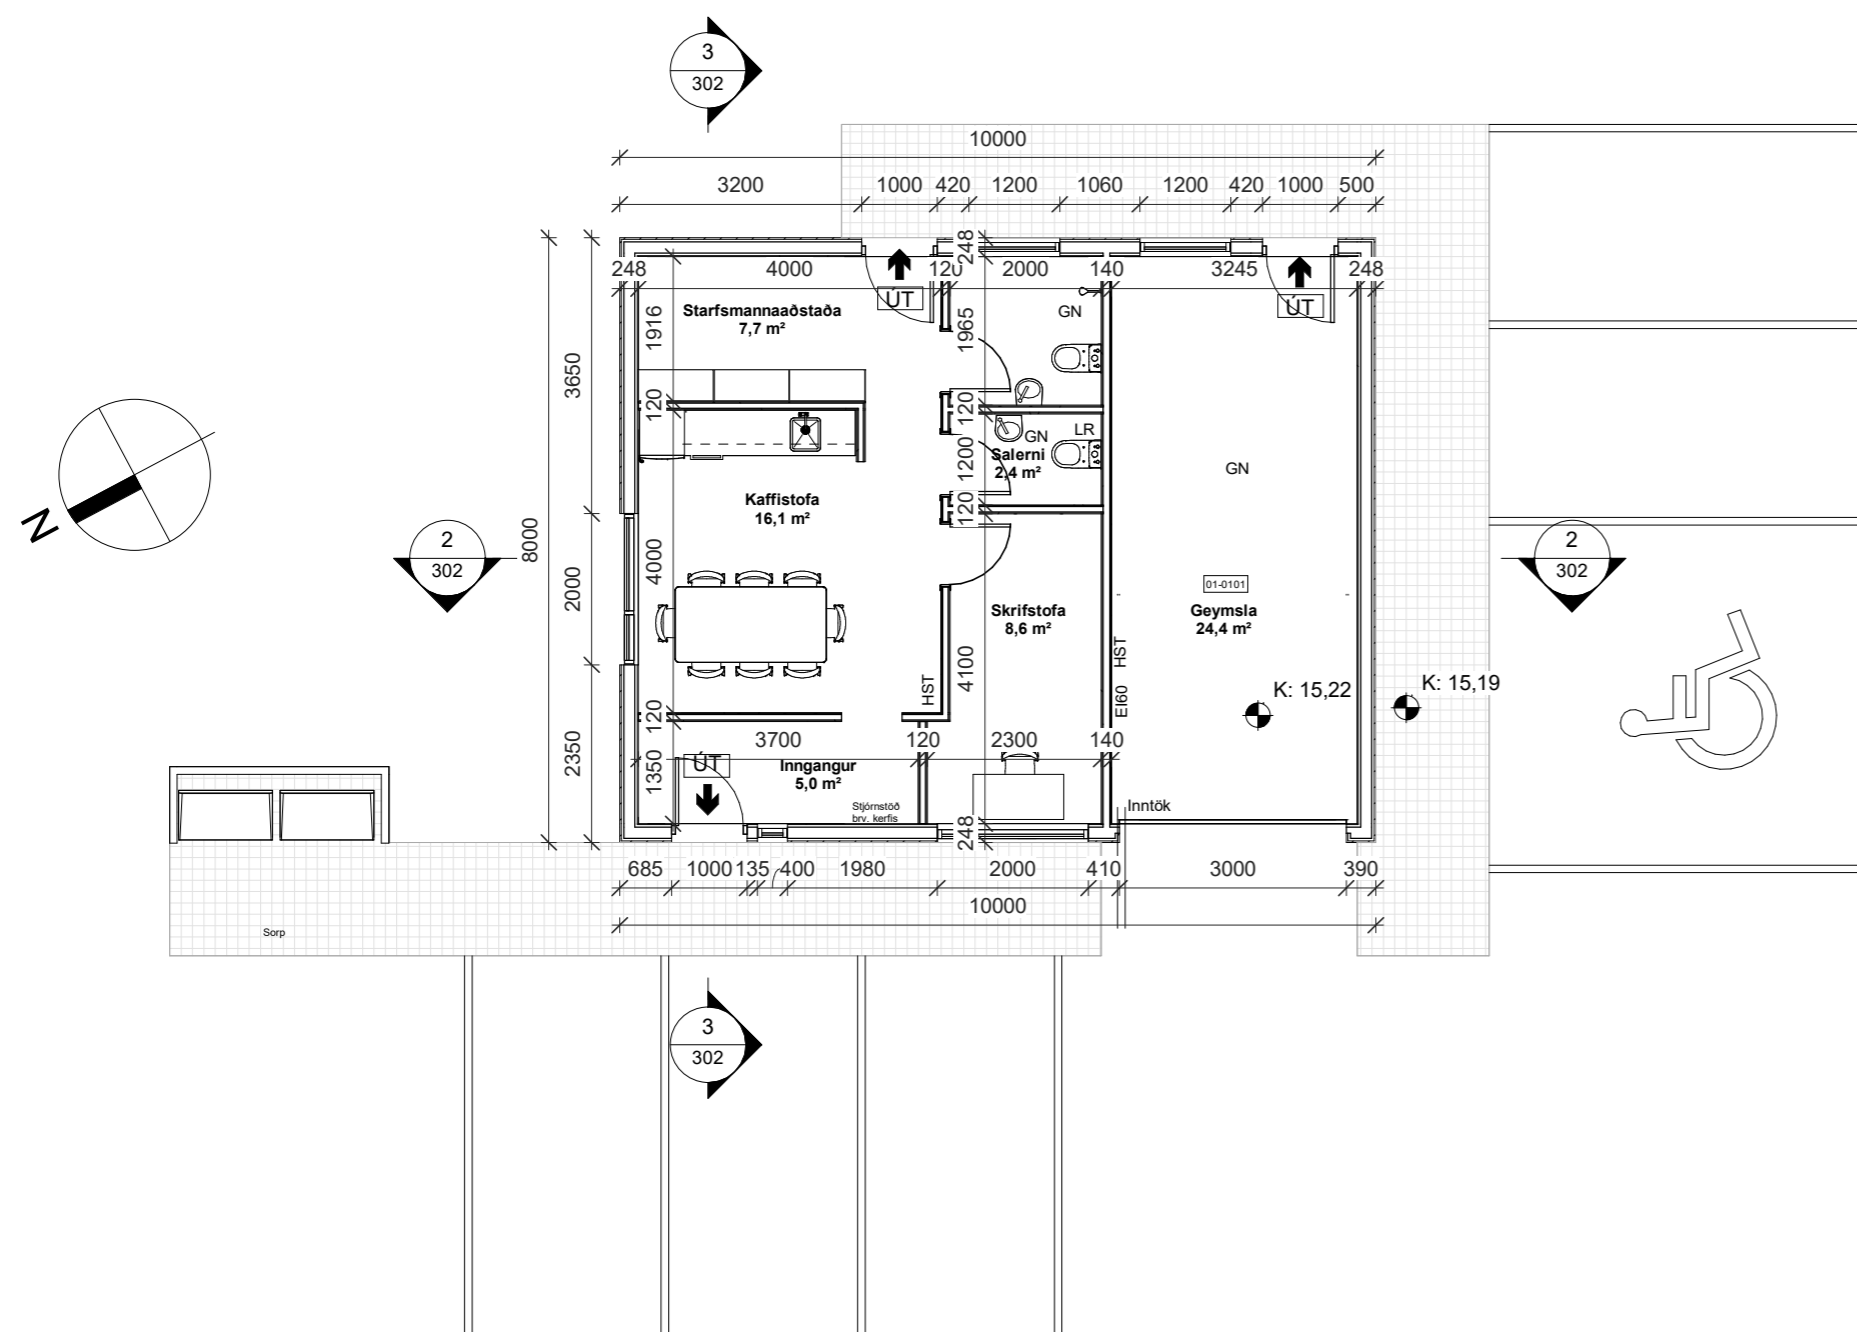 3
302
10000
3200
1000
420
1200
1060
1200
420
1000
500
248
248
4000
120
2000
140
3245
248
ÚT
ÚT
Starfsmannaaðstaða
7,7 m²
GN
1916
1965
3650
120
120
GN
LR
Salerni
2,4 m²
1200
GN
Kaffistofa
16,1 m²
120
N
2
302
8000
2000
4000
2
302
01-0101
Skrifstofa
8,6 m²
Geymsla
24,4 m²
4100
HST
HST
EI60
K: 15,22
K: 15,19
120
2350
1350
3700
120
2300
140
ÚT
Inngangur
5,0 m²
Stjórnstöð
brv. kerfis
Inntök
248
685
1000
135
400
1980
2000
410
3000
390
10000
Sorp
3
302